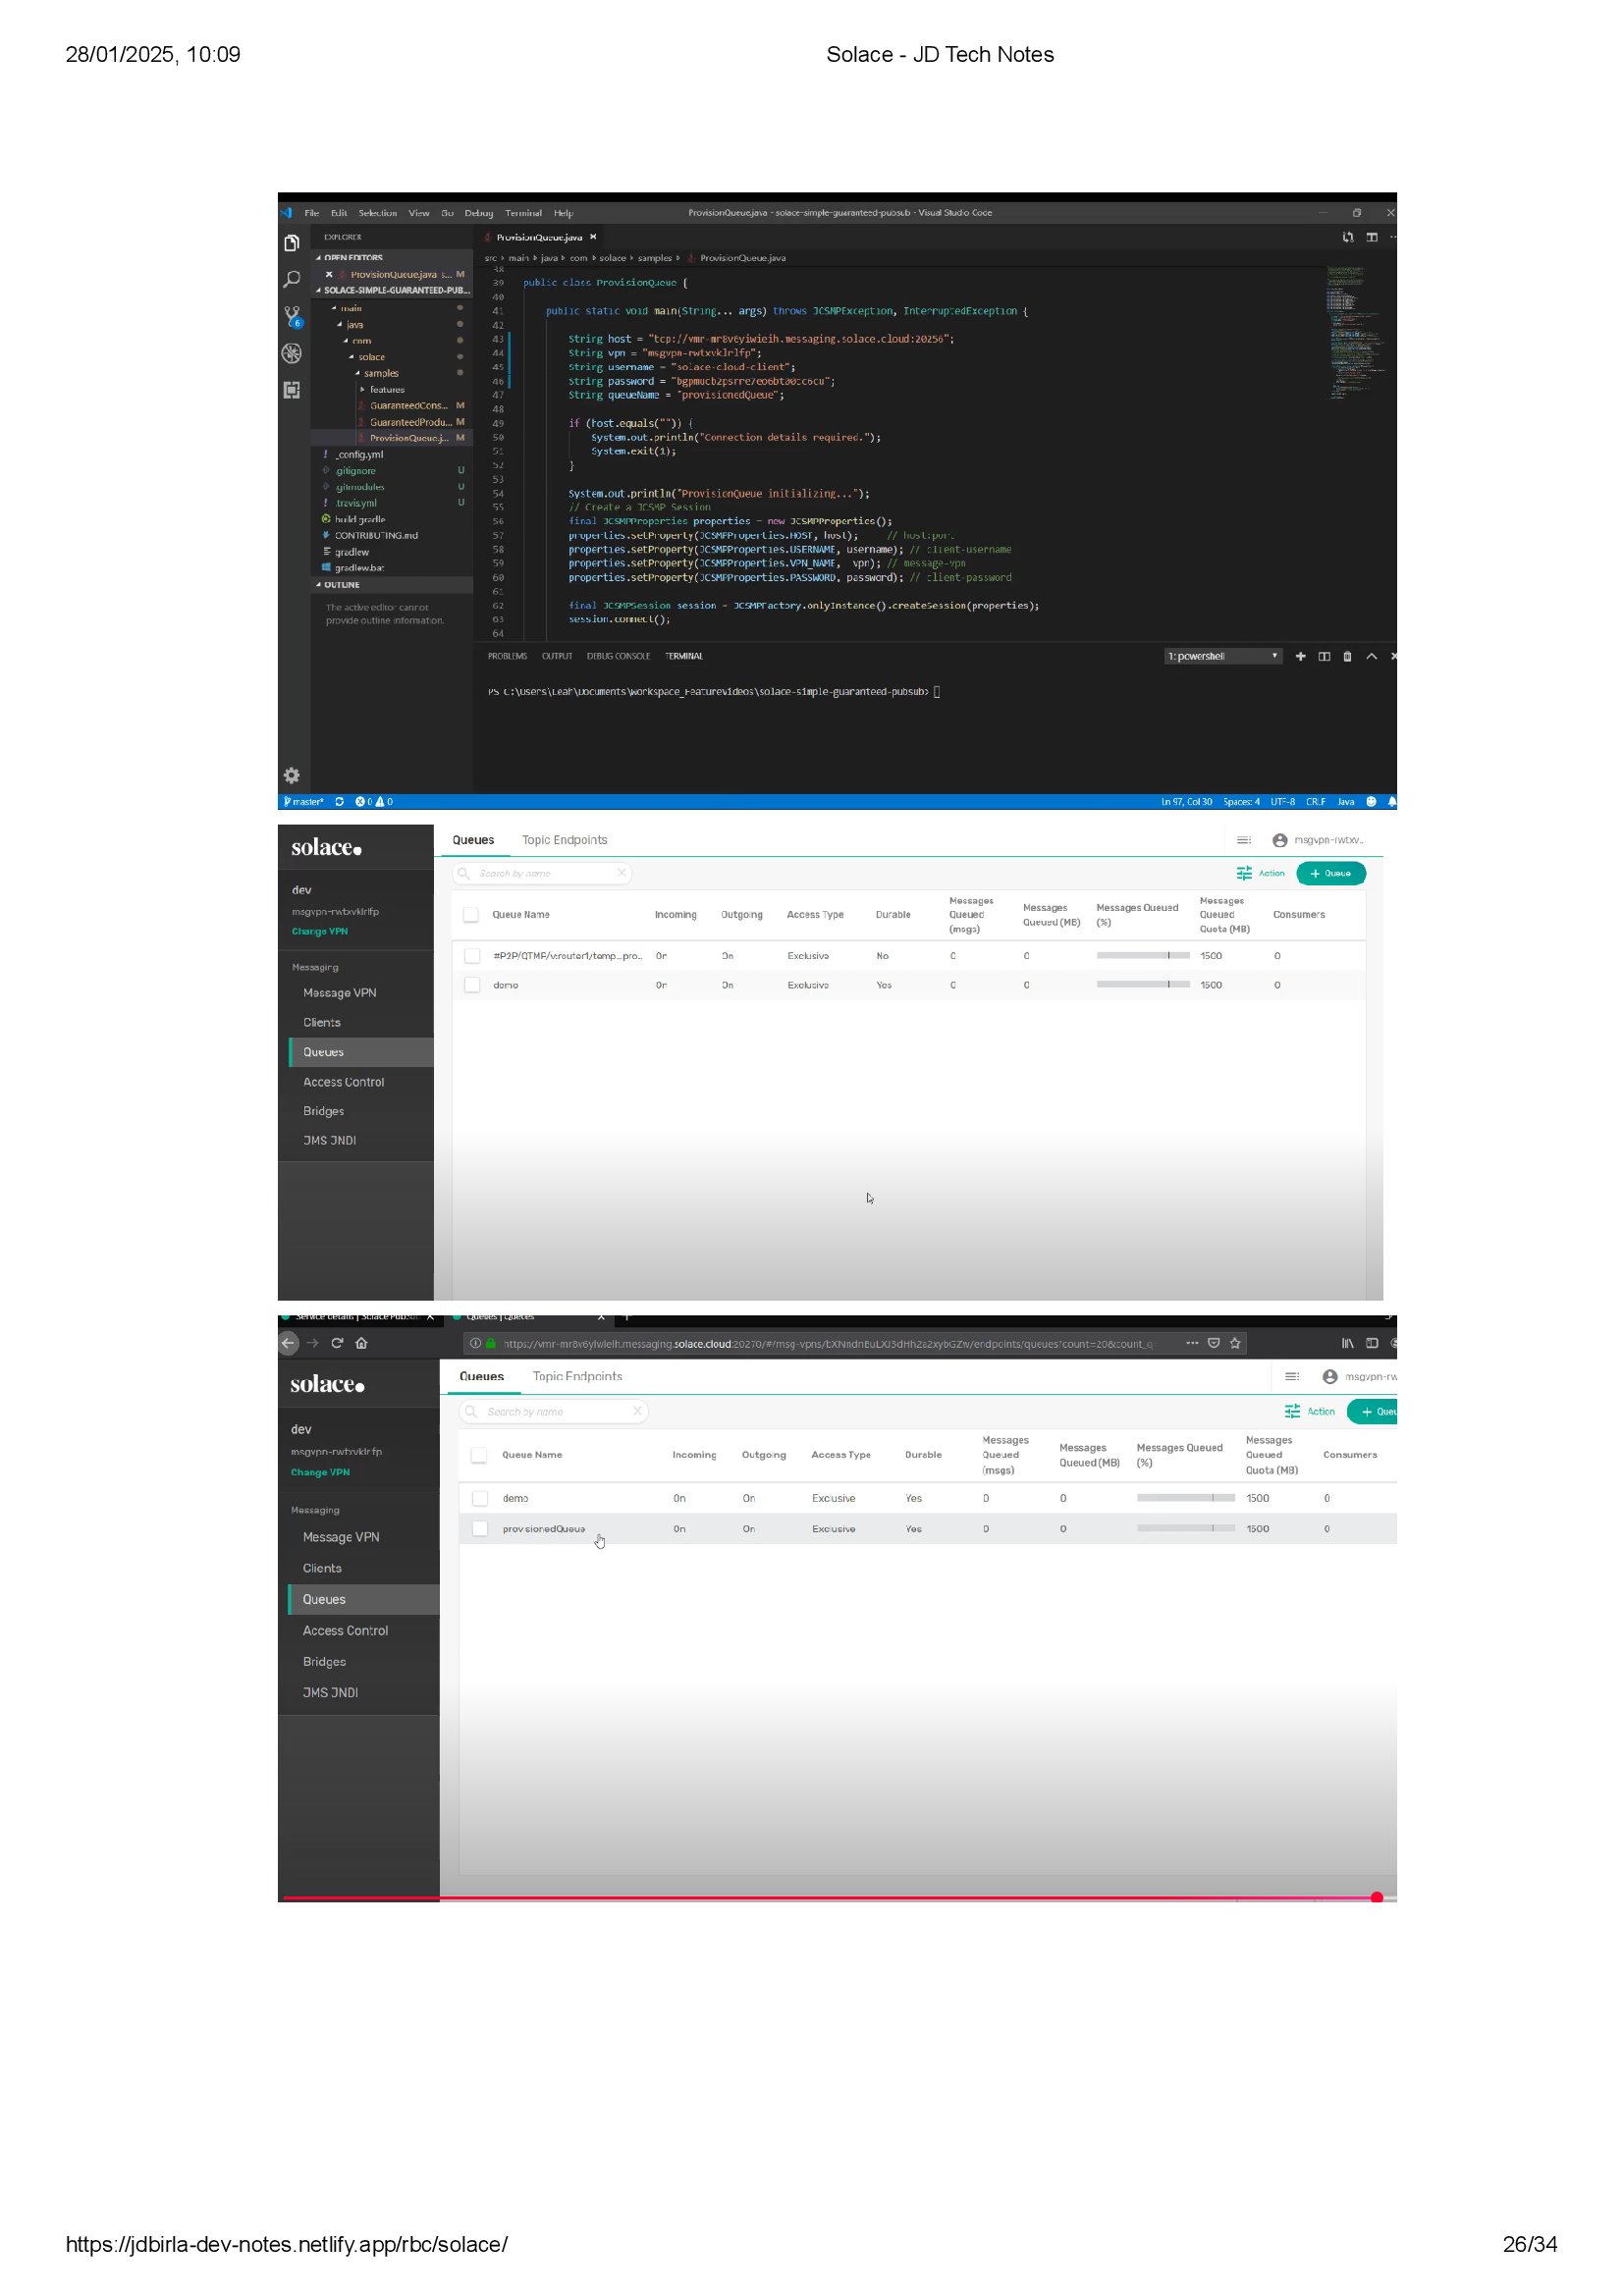 28/01/2025, 10:09
Solace - JD Tech Notes
File Edit Selection View Go Debug Terminal Help
ProvisionQueue.java - solace-simple-guaranteed-pubsub - Visual Studio Code
EXPLORER
OPEN EDITORS
ProvisionQueue.java s... M
SOLACE-SIMPLE-GUARANTEED-PUB...
main
java
com
solace
samples
features
GuaranteedCons... M
GuaranteedProdu... M
ProvisionQueue.j... M
_config.yml
.gitignore U
.gitmodules U
.travis.yml U
build.gradle
CONTRIBUTING.md
gradlew
gradlew.bat
OUTLINE
The active editor cannot
provide outline information.
ProvisionQueue.java
src main java com solace samples ProvisionQueue.java
38
39 public class ProvisionQueue {
40
41 public static void main(String... args) throws JCSMPException, InterruptedException {
42
43 String host = "tcp://vmr-mr8v6yiwieih.messaging.solace.cloud:20256";
44 String vpn = "msgvpn-rwtxvklrlfp";
45 String username = "solace-cloud-client";
46 String password =
47 String queueName = "provisionedQueue";
48
49 if (host.equals("")) {
50 System.out.println("Connection details required.");
51 System.exit(1);
52 }
53
54 System.out.println("ProvisionQueue initializing...");
55 // Create a JCSMP Session
56 final JCSMPProperties properties = new JCSMPProperties();
57 properties.setProperty(JCSMPProperties.HOST, host); // host:port
58 properties.setProperty(JCSMPProperties.USERNAME, username); // client-username
59 properties.setProperty(JCSMPProperties.VPN_NAME, vpn); // message-vpn
60 properties.setProperty(JCSMPProperties.PASSWORD, password); // client-password
61
62 final JCSMPSession session = JCSMPFactory.onlyInstance().createSession(properties);
63 session.connect();
64
PROBLEMS OUTPUT DEBUG CONSOLE TERMINAL
1: powershell
PS C:\Users\Leah\Documents\Workspace_FeatureVideos\solace-simple-guaranteed-pubsub>
master* 0 0
Ln 97, Col 30 Spaces: 4 UTF-8 CRLF Java
solace.
dev
msgvpn-rwtxvklrlfp
Change VPN
Messaging
Message VPN
Clients
Queues
Access Control
Bridges
JMS JNDI
Queues Topic Endpoints
msgvpn-rwtxv...
Search by name
Action + Queue
Queue Name Incoming Outgoing Access Type Durable Messages Queued (msgs) Messages Queued (MB) Messages Queued (%) Messages Queued Quota (MB) Consumers
#P2P/QTMP/v:router1/temp_pro... On On Exclusive No 0 0 1500 0
demo On On Exclusive Yes 0 0 1500 0
Service details | Solace PubSub
Queues | Queues
solace.cloud:20270/#/msg-vpns/
solace.
dev
msgvpn-rwtxvklrlfp
Change VPN
Messaging
Message VPN
Clients
Queues
Access Control
Bridges
JMS JNDI
Queues Topic Endpoints
msgvpn-rw
Search by name
Action + Queu
Queue Name Incoming Outgoing Access Type Durable Messages Queued (msgs) Messages Queued (MB) Messages Queued (%) Messages Queued Quota (MB) Consumers
demo On On Exclusive Yes 0 0 1500 0
provisionedQueue On On Exclusive Yes 0 0 1500 0
https://jdbirla-dev-notes.netlify.app/rbc/solace/
26/34